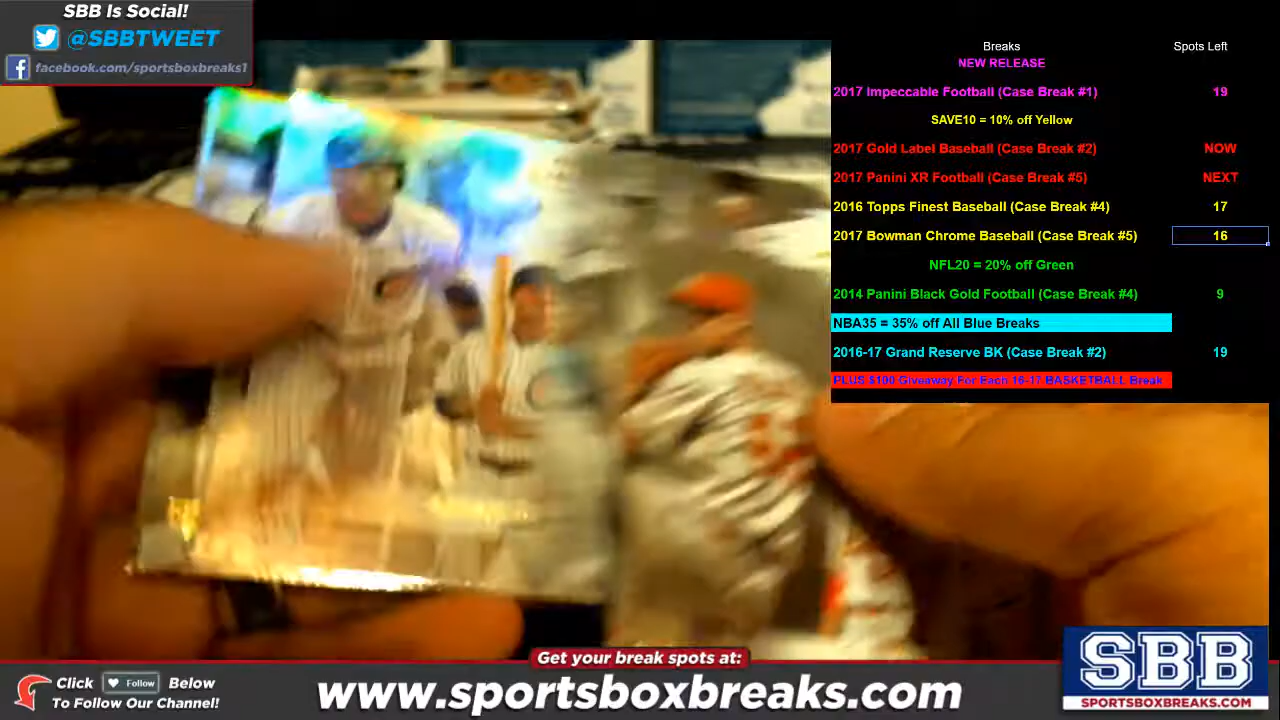 SBB Is Social!
@SBBTWEET
facebook.com/sportsboxbreaks1
Breaks Spots Left
NEW RELEASE
2017 Impeccable Football (Case Break #1) 19
SAVE10 = 10% off Yellow
2017 Gold Label Baseball (Case Break #2) NOW
2017 Panini XR Football (Case Break #5) NEXT
2016 Topps Finest Baseball (Case Break #4) 17
2017 Bowman Chrome Baseball (Case Break #5) 16
NFL20 = 20% off Green
2014 Panini Black Gold Football (Case Break #4) 9
NBA35 = 35% off All Blue Breaks
2016-17 Grand Reserve BK (Case Break #2) 19
PLUS $100 Giveaway For Each 16-17 BASKETBALL Break
Get your break spots at:
Click Follow Below
To Follow Our Channel!
www.sportsboxbreaks.com
SBB
SPORTSBOXBREAKS.COM